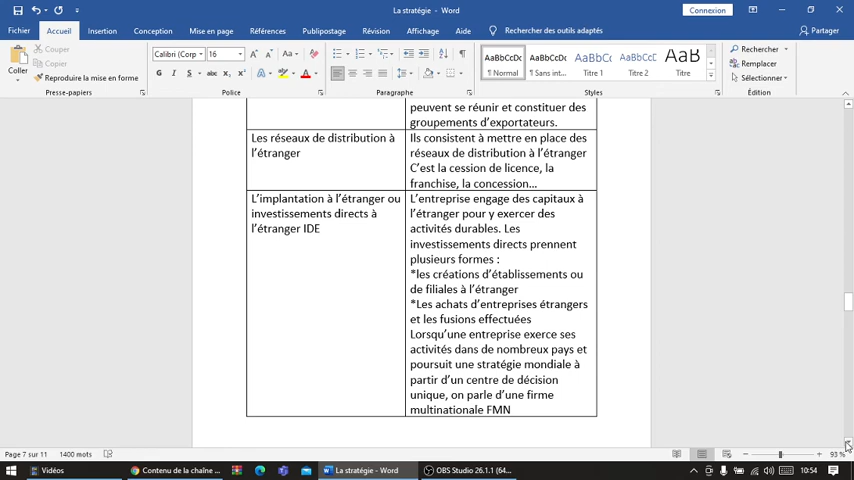 La stratégie - Word
Connexion
Fichier Accueil Insertion Conception Mise en page Références Publipostage Révision Affichage Aide Rechercher des outils adaptés Partager
Coller
Couper
Copier
Reproduire la mise en forme
Presse-papiers
Calibri (Corp 16
G I S abc x₂ x²
Police
Paragraphe
AaBbCcDc AaBbCcDc AaBbCc AaBbCcC AaB
¶ Normal ¶ Sans int... Titre 1 Titre 2 Titre
Styles
Rechercher
Remplacer
Sélectionner
Édition
peuvent se réunir et constituer des
groupements d’exportateurs.
Les réseaux de distribution à
l’étranger
Ils consistent à mettre en place des
réseaux de distribution à l’étranger
C’est la cession de licence, la
franchise, la concession…
L’implantation à l’étranger ou
investissements directs à
l’étranger IDE
L’entreprise engage des capitaux à
l’étranger pour y exercer des
activités durables. Les
investissements directs prennent
plusieurs formes :
*les créations d’établissements ou
de filiales à l’étranger
*Les achats d’entreprises étrangers
et les fusions effectuées
Lorsqu’une entreprise exerce ses
activités dans de nombreux pays et
poursuit une stratégie mondiale à
partir d’un centre de décision
unique, on parle d’une firme
multinationale FMN
Page 7 sur 11 1400 mots
93 %
Vidéos
Contenu de la chaîne ...
La stratégie - Word
OBS Studio 26.1.1 (64...
10:54